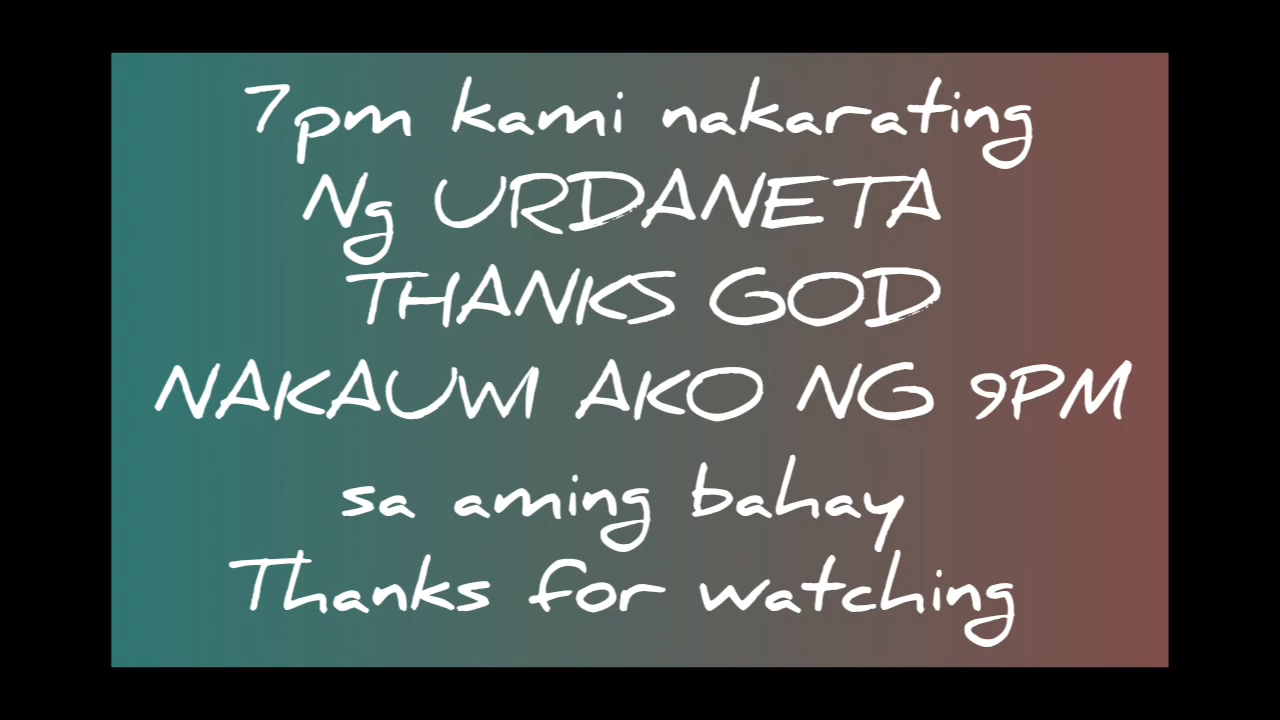 7pm kami nakarating
Ng URDANETA
THANKS GOD
NAKAUWI AKO NG 9PM
sa aming bahay
Thanks for watching